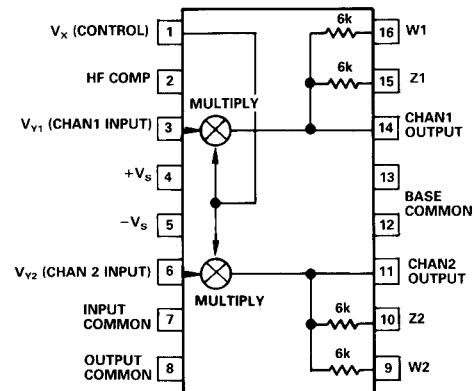 V_X (CONTROL) 1
HF COMP 2
V_Y1 (CHAN1 INPUT) 3
+V_S 4
−V_S 5
V_Y2 (CHAN 2 INPUT) 6
INPUT
COMMON 7
OUTPUT
COMMON 8
MULTIPLY
MULTIPLY
6k
16 W1
6k
15 Z1
14 CHAN1
OUTPUT
13
BASE
COMMON
12
11 CHAN2
OUTPUT
6k
10 Z2
6k
9 W2